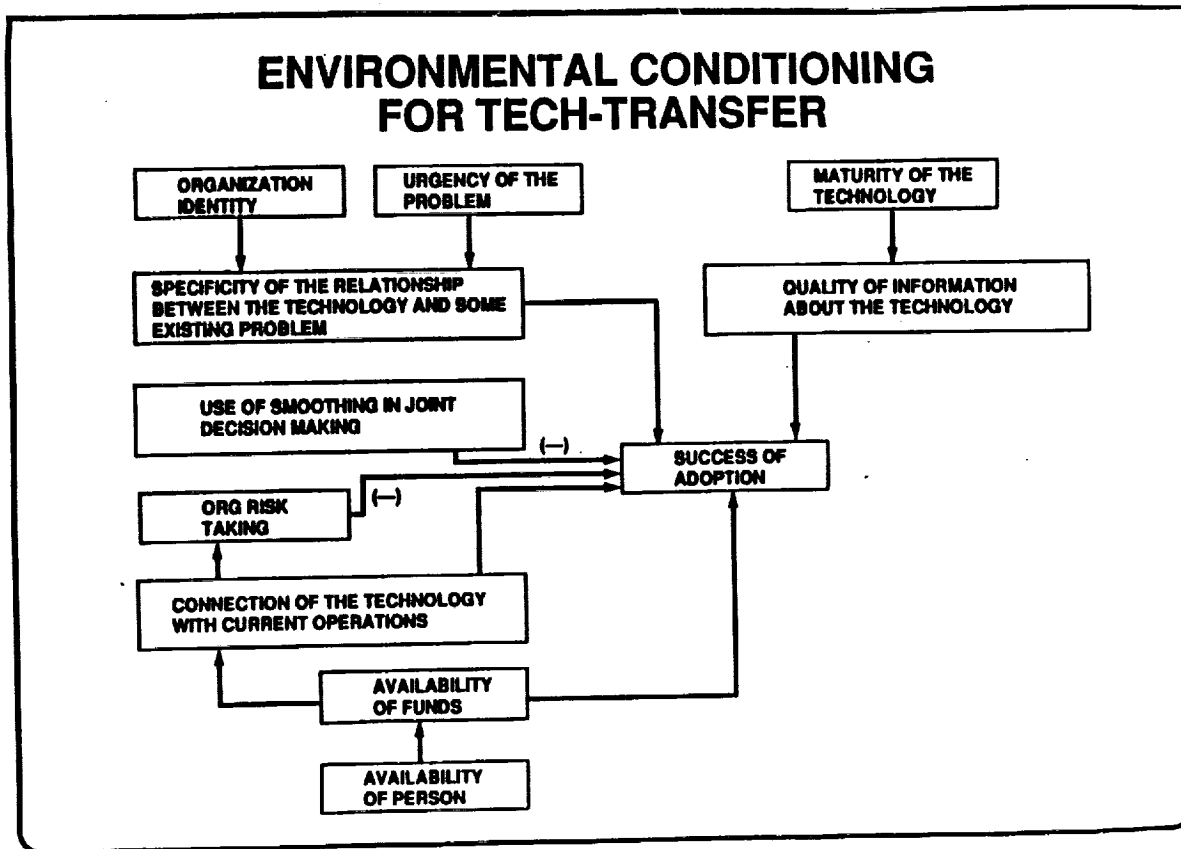 ENVIRONMENTAL CONDITIONING
FOR TECH-TRANSFER
ORGANIZATION
IDENTITY
URGENCY OF THE
PROBLEM
MATURITY OF THE
TECHNOLOGY
SPECIFICITY OF THE RELATIONSHIP
BETWEEN THE TECHNOLOGY AND SOME
EXISTING PROBLEM
QUALITY OF INFORMATION
ABOUT THE TECHNOLOGY
USE OF SMOOTHING IN JOINT
DECISION MAKING
(—)
SUCCESS OF
ADOPTION
ORG RISK
TAKING
(—)
CONNECTION OF THE TECHNOLOGY
WITH CURRENT OPERATIONS
AVAILABILITY
OF FUNDS
AVAILABILITY
OF PERSON